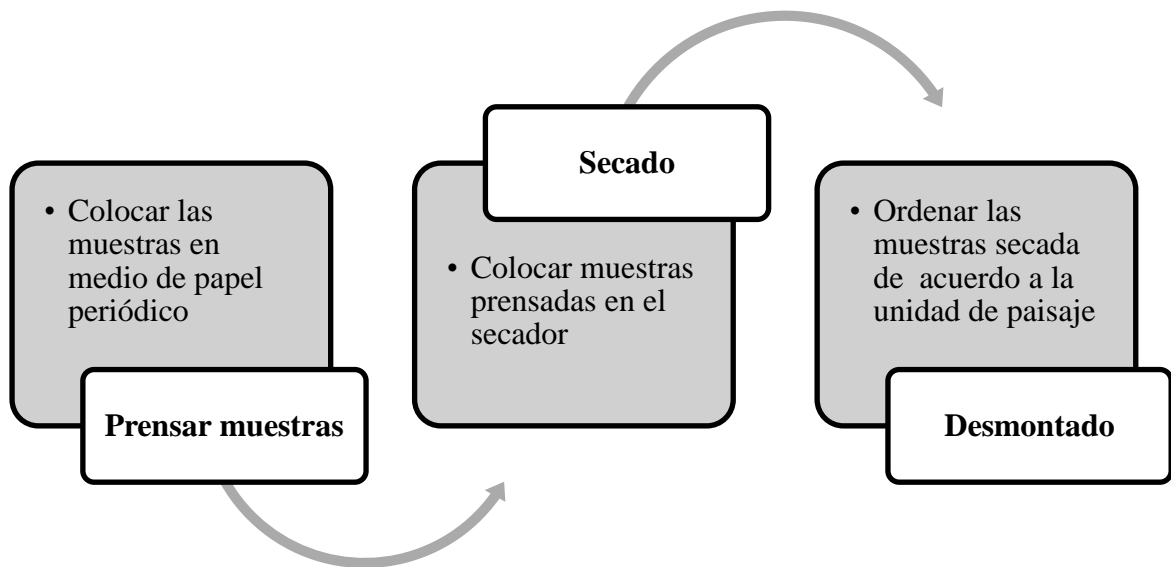 • Colocar las
muestras en
medio de papel
periódico
Prensar muestras
Secado
• Colocar muestras
prensadas en el
secador
• Ordenar las
muestras secada
de acuerdo a la
unidad de paisaje
Desmontado